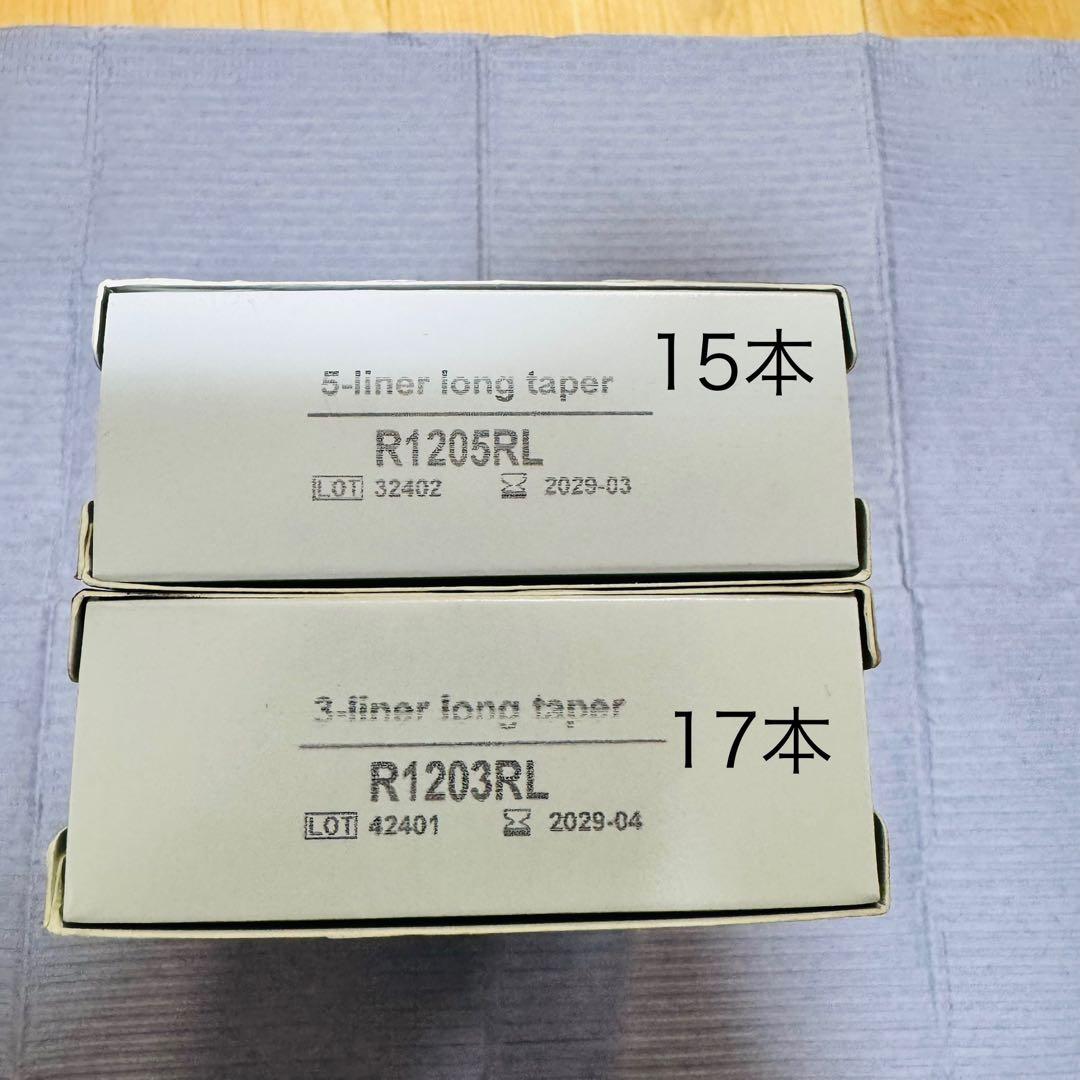 5-liner long taper
15本
R1205RL
LOT 32402 2029-03
3-liner long taper
17本
R1203RL
LOT 42401 2029-04